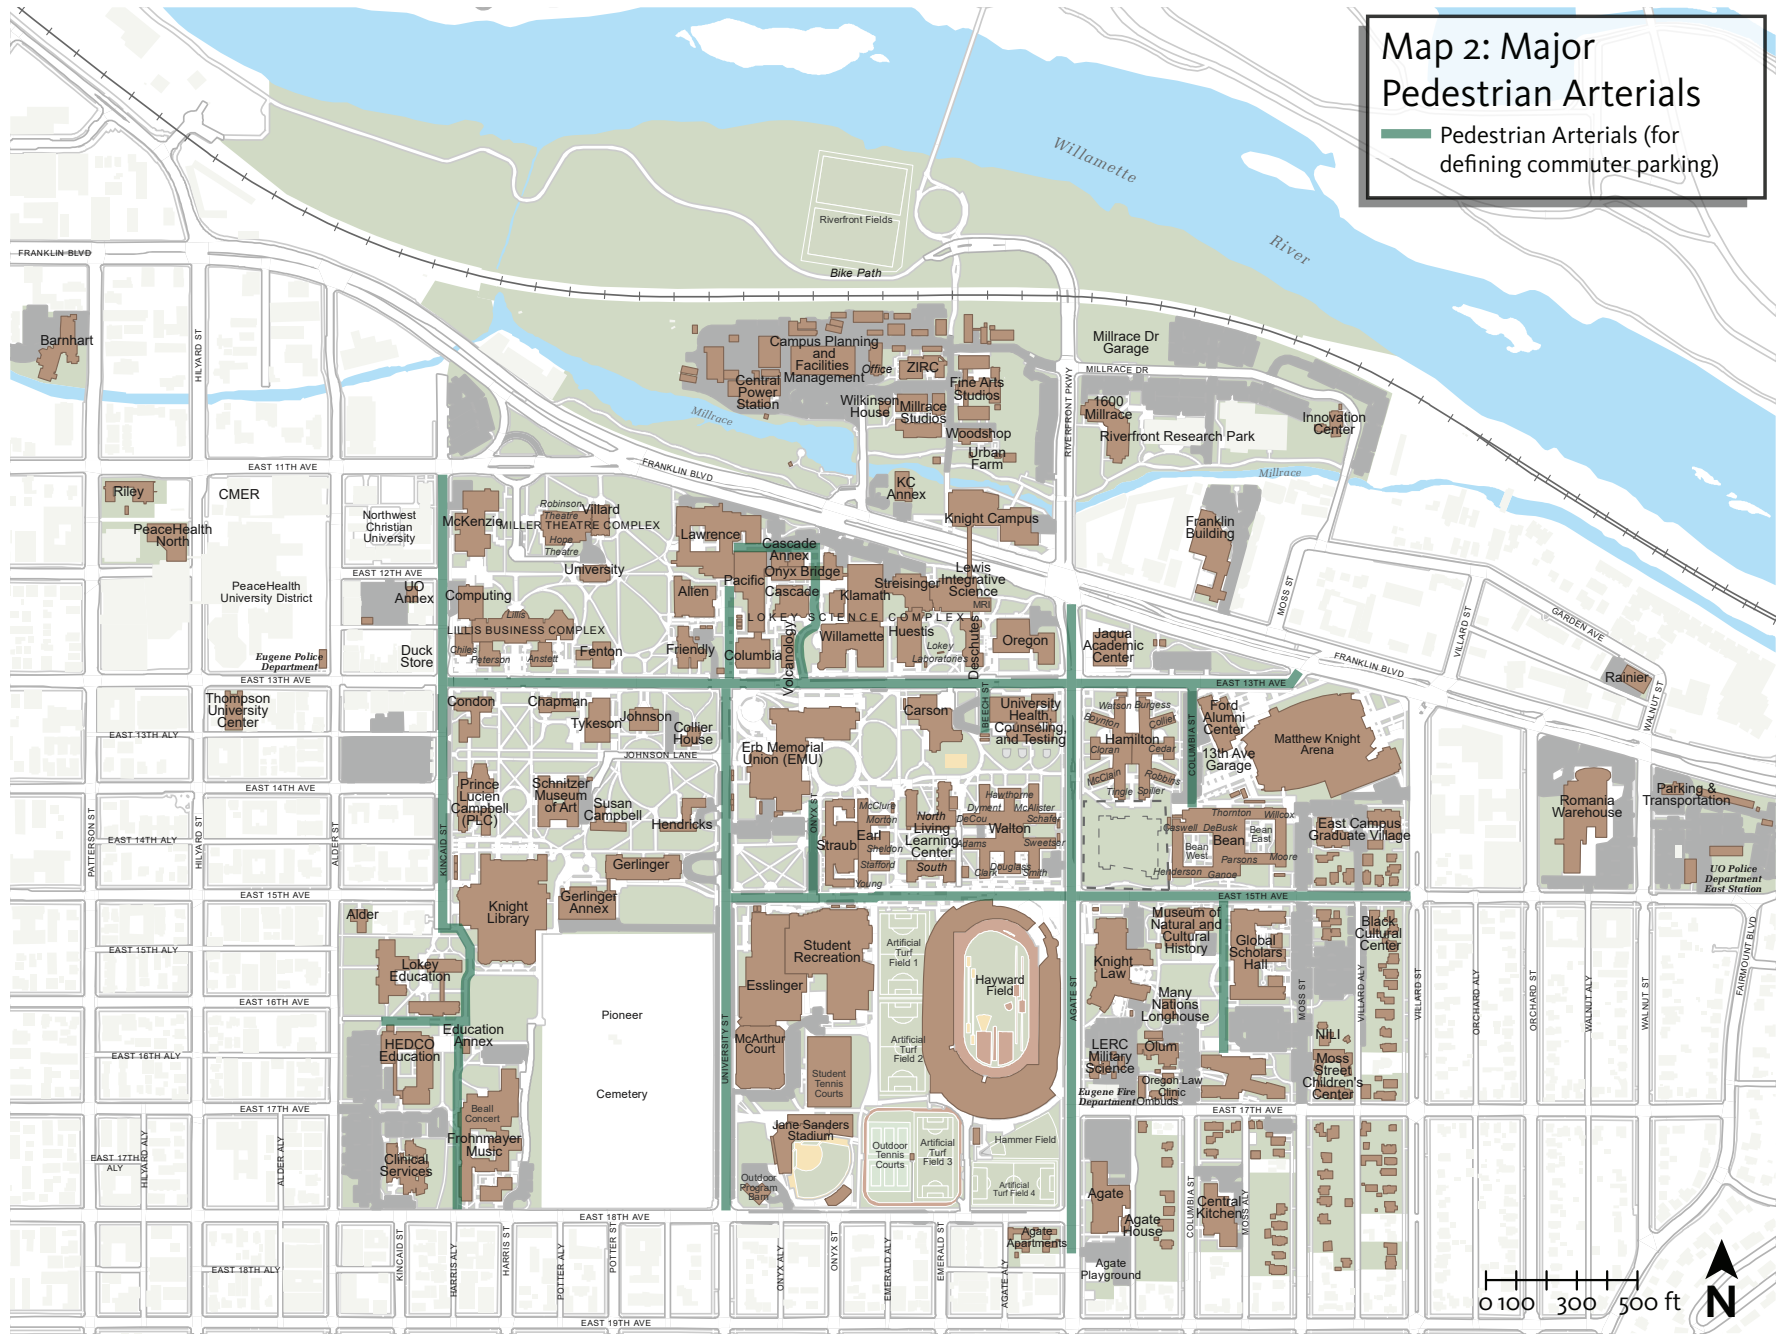 Map 2: Major
Pedestrian Arterials
Pedestrian Arterials (for
defining commuter parking)
Willamette
River
Riverfront Fields
Bike Path
FRANKLIN BLVD
Barnhart
HILYARD ST
Campus Planning
and
Facilities
Management
Office
ZIRC
Central
Power
Station
Wilkinson
House
Millrace
Studios
Fine Arts
Studios
Woodshop
Urban
Farm
Millrace
RIVERFRONT PKWY
Millrace Dr
Garage
MILLRACE DR
1600
Millrace
Riverfront Research Park
Innovation
Center
Millrace
EAST 11TH AVE
FRANKLIN BLVD
Riley
CMER
PeaceHealth
North
Northwest
Christian
University
McKenzie
Robinson
Theatre
Villard
MILLER THEATRE COMPLEX
Hope
Theatre
University
Lawrence
Cascade
Annex
Onyx Bridge
Pacific
Cascade
KC
Annex
Knight Campus
Franklin
Building
EAST 12TH AVE
PeaceHealth
University District
UO
Annex
Computing
Allen
Klamath
Streisinger
Lewis
Integrative
Science
MRI
MOSS ST
VILLARD ST
GARDEN AVE
Lillis
LILLIS BUSINESS COMPLEX
LOKEY SCIENCE COMPLEX
Duck
Store
Chiles
Peterson
Anstett
Fenton
Friendly
Columbia
Volcanology
Willamette
Huestis
Lokey
Laboratories
Deschutes
Oregon
Jaqua
Academic
Center
FRANKLIN BLVD
Eugene Police
Department
EAST 13TH AVE
EAST 13TH AVE
Rainier
WALNUT ST
Thompson
University
Center
Condon
Chapman
Tykeson
Johnson
Collier
House
JOHNSON LANE
Erb Memorial
Union (EMU)
Carson
BEECH ST
University
Health,
Counseling,
and Testing
Watson
Burgess
Boynton
Collier
Hamilton
Cloran
Cedar
McClain
Robbins
Tingle
Spiller
COLUMBIA ST
Ford
Alumni
Center
13th Ave
Garage
Matthew Knight
Arena
EAST 13TH ALY
EAST 14TH AVE
Prince
Lucien
Campbell
(PLC)
Schnitzer
Museum
of Art
Susan
Campbell
Hendricks
ONYX ST
McClure
Morton
Earl
Straub
Sheldon
Stafford
Young
North
Living
Learning
Center
South
Hawthorne
Dyment
McAlister
DeCou
Schafer
Walton
Adams
Sweetser
Douglass
Clark
Smith
Thornton
Willcox
Caswell
DeBusk
Bean
East
Bean
Bean
West
Parsons
Moore
Henderson
Ganoe
East Campus
Graduate Village
Romania
Warehouse
Parking &
Transportation
UO Police
Department
East Station
PATTERSON ST
HILYARD ST
ALDER ST
KINCAID ST
EAST 14TH ALY
EAST 15TH AVE
EAST 15TH AVE
Gerlinger
Gerlinger
Annex
Knight
Library
Alder
EAST 15TH ALY
Lokey
Education
Esslinger
Student
Recreation
Artificial
Turf
Field 1
Hayward
Field
Knight
Law
Museum of
Natural and
Cultural
History
Global
Scholars
Hall
Many
Nations
Longhouse
Black
Cultural
Center
AGATE ST
MOSS ST
VILLARD ALY
VILLARD ST
ORCHARD ALY
ORCHARD ST
WALNUT ALY
WALNUT ST
FAIRMOUNT BLVD
EAST 16TH AVE
Pioneer
Cemetery
UNIVERSITY ST
Education
Annex
HEDCO
Education
EAST 16TH ALY
McArthur
Court
Student
Tennis
Courts
Artificial
Turf
Field 2
LERC
Military
Science
Olum
Oregon Law
Clinic
Eugene Fire
Department
Ombuds
NILI
Moss
Street
Children's
Center
EAST 17TH AVE
EAST 17TH AVE
Beall
Concert
Frohnmayer
Music
Clinical
Services
EAST 17TH
ALY
HILYARD ALY
ALDER ALY
Jane Sanders
Stadium
Outdoor
Program
Barn
Outdoor
Tennis
Courts
Artificial
Turf
Field 3
Hammer Field
Artificial
Turf Field 4
Agate
Agate
House
COLUMBIA ST
Central
Kitchen
MOSS ALY
EAST 18TH AVE
KINCAID ST
HARRIS ALY
HARRIS ST
POTTER ALY
POTTER ST
ONYX ALY
ONYX ST
EMERALD ALY
EMERALD ST
AGATE ALY
Agate
Apartments
Agate
Playground
EAST 18TH ALY
EAST 19TH AVE
0 100 300 500 ft
N